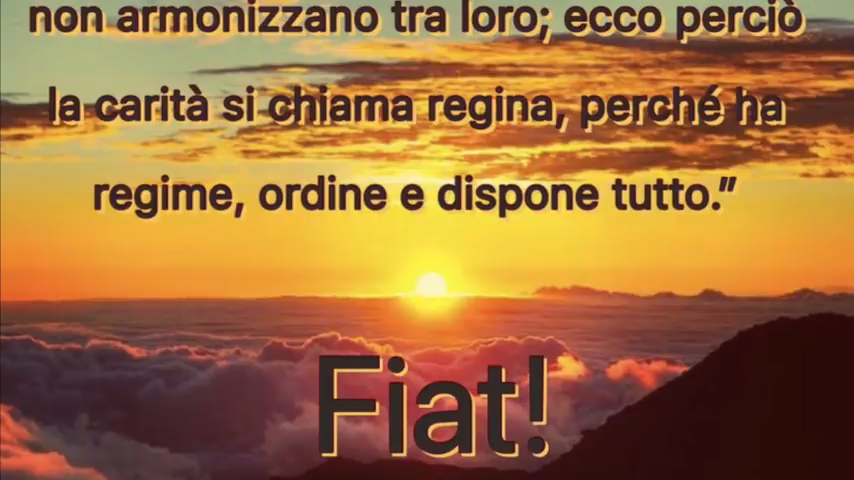 non armonizzano tra loro; ecco perciò
la carità si chiama regina, perché ha
regime, ordine e dispone tutto.”
Fiat!